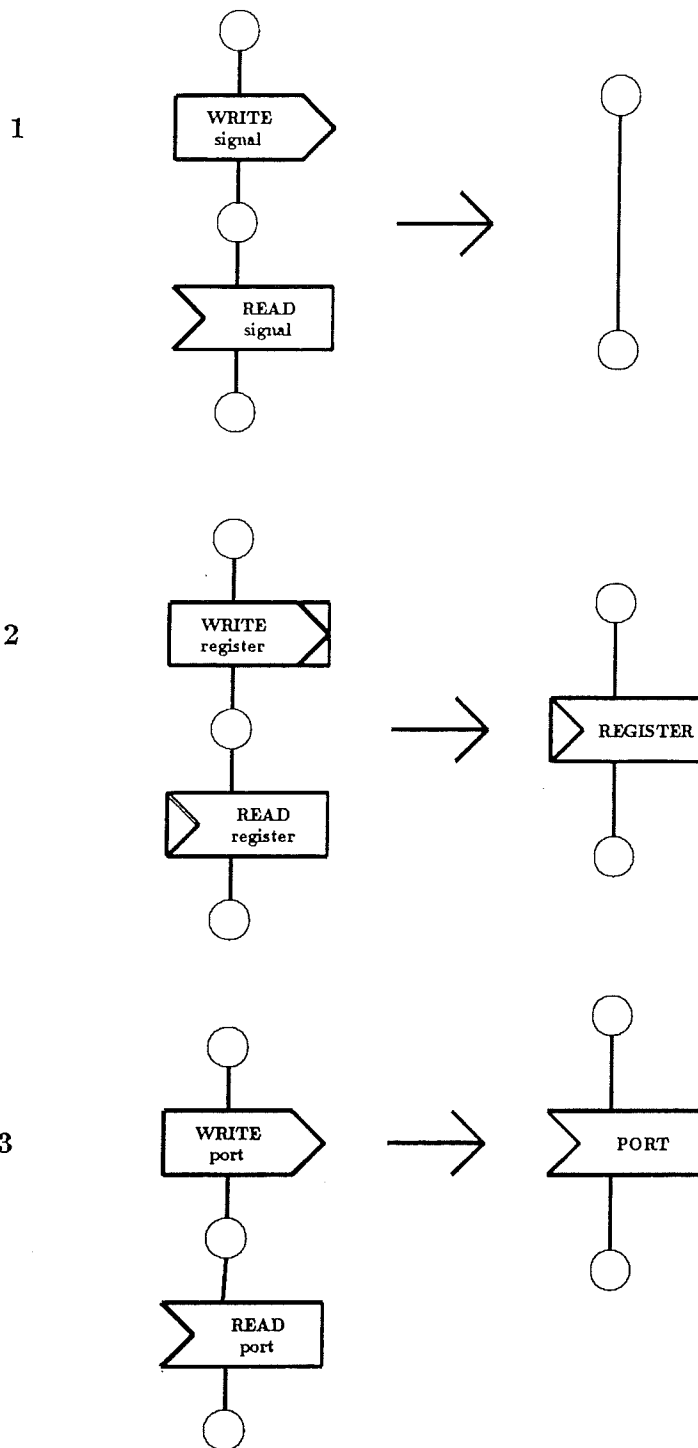 1
WRITE
signal
READ
signal
2
WRITE
register
REGISTER
READ
register
3
WRITE
port
PORT
READ
port